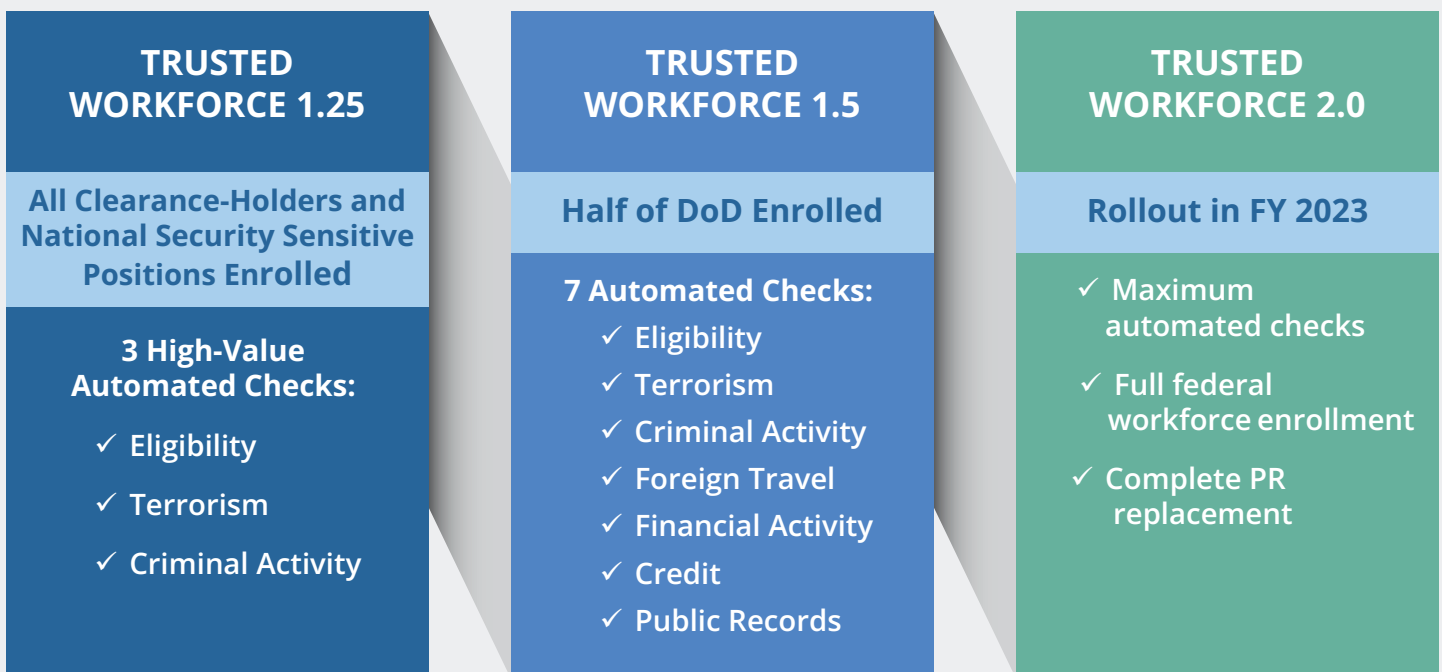 TRUSTED
WORKFORCE 1.25
All Clearance-Holders and
National Security Sensitive
Positions Enrolled
3 High-Value
Automated Checks:
✓ Eligibility
✓ Terrorism
✓ Criminal Activity
TRUSTED
WORKFORCE 1.5
Half of DoD Enrolled
7 Automated Checks:
✓ Eligibility
✓ Terrorism
✓ Criminal Activity
✓ Foreign Travel
✓ Financial Activity
✓ Credit
✓ Public Records
TRUSTED
WORKFORCE 2.0
Rollout in FY 2023
✓ Maximum
automated checks
✓ Full federal
workforce enrollment
✓ Complete PR
replacement